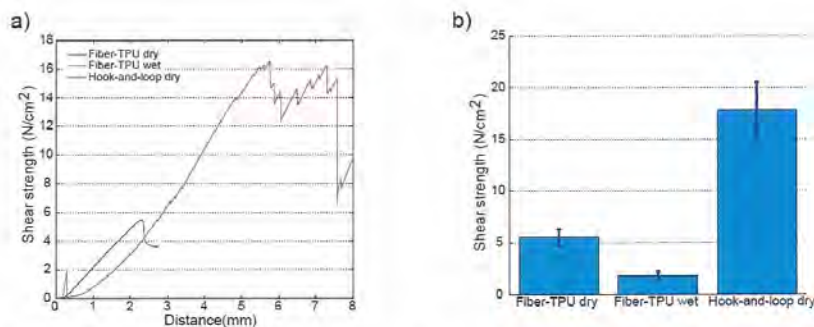 a)
Shear strength (N/cm²)
18
16
14
12
10
8
6
4
2
0
Fiber-TPU dry
Fiber-TPU wet
Hook-and-loop dry
0 1 2 3 4 5 6 7 8
Distance(mm)
b)
Shear strength (N/cm²)
25
20
15
10
5
0
Fiber-TPU dry Fiber-TPU wet Hook-and-loop dry